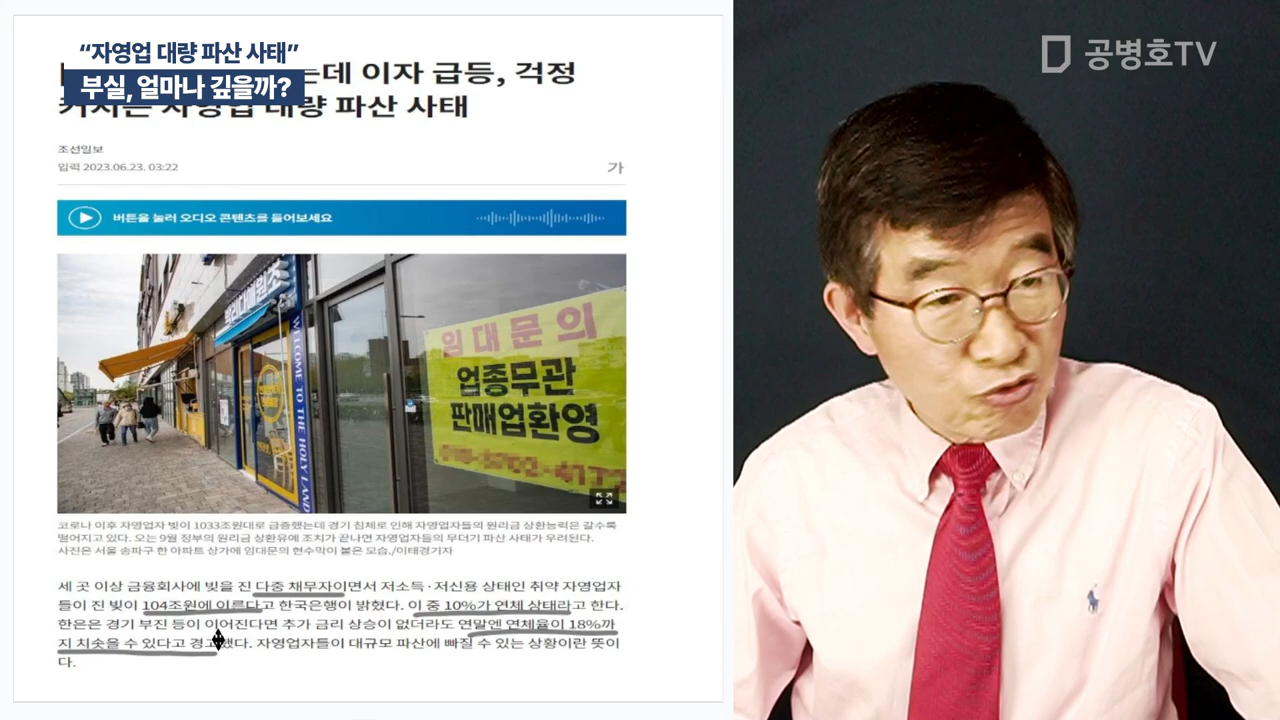 “자영업 대량 파산 사태”
부실, 얼마나 깊을까?
는데 이자 급등, 걱정
커지는 자영업 대량 파산 사태
조선일보
입력 2023.06.23. 03:22
가
버튼을 눌러 오디오 콘텐츠를 들어보세요
WELCOME TO THE HOLY LAND
임대문의
업종무관
판매업환영
코로나 이후 자영업자 빚이 1033조원대로 급증했는데 경기 침체로 인해 자영업자들의 원리금 상환능력은 갈수록
떨어지고 있다. 오는 9월 정부의 원리금 상환유예 조치가 끝나면 자영업자들의 무더기 파산 사태가 우려된다.
사진은 서울 송파구 한 아파트 상가에 임대문의 현수막이 붙은 모습./이태경기자
세 곳 이상 금융회사에 빚을 진 다중 채무자이면서 저소득·저신용 상태인 취약 자영업자
들이 진 빚이 104조원에 이른다고 한국은행이 밝혔다. 이 중 10%가 연체 상태라고 한다.
한은은 경기 부진 등이 이어진다면 추가 금리 상승이 없더라도 연말엔 연체율이 18%까
지 치솟을 수 있다고 경고했다. 자영업자들이 대규모 파산에 빠질 수 있는 상황이란 뜻이
다.
공병호TV